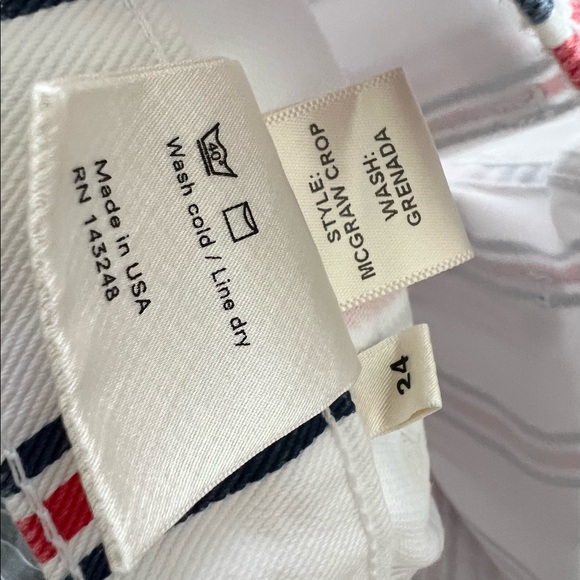 40°
Wash cold / Line dry
Made in USA
RN 143248
STYLE:
MCGRAW CROP
WASH:
GRENADA
24